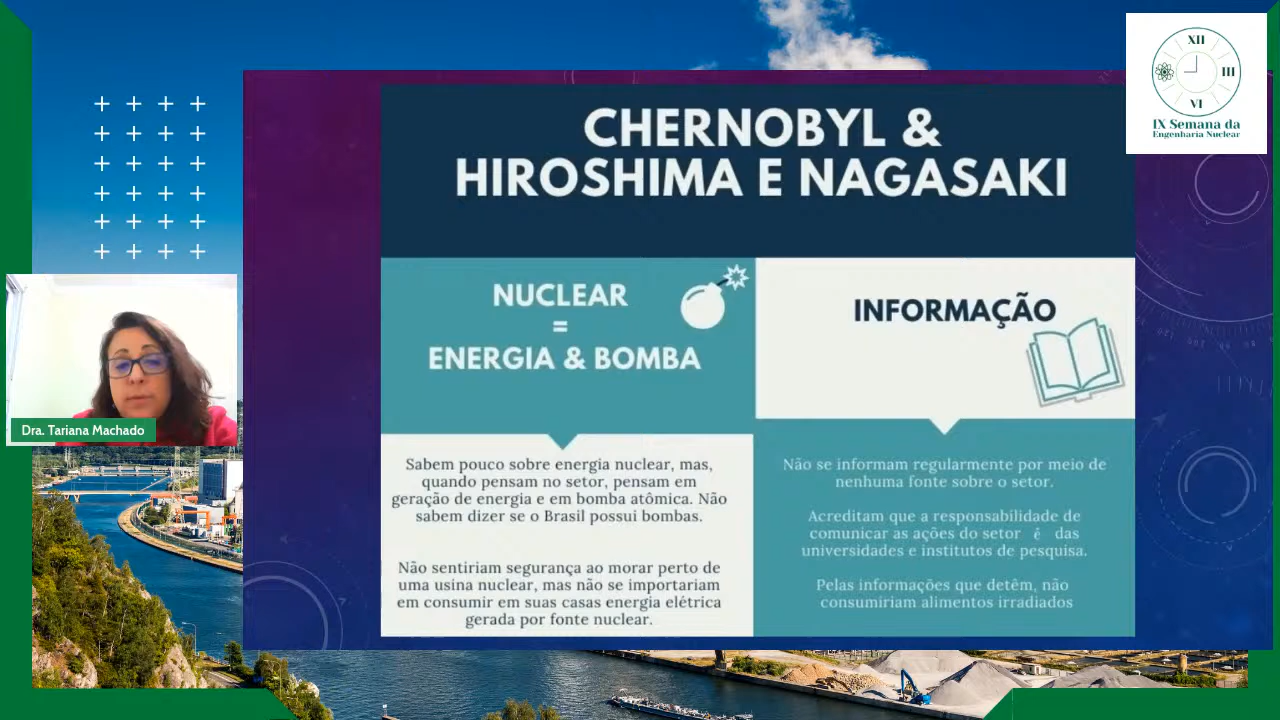 CHERNOBYL &
HIROSHIMA E NAGASAKI
XII
III
VI
IX Semana da
Engenharia Nuclear
NUCLEAR
=
ENERGIA & BOMBA
INFORMAÇÃO
Dra. Tariana Machado
Sabem pouco sobre energia nuclear, mas,
quando pensam no setor, pensam em
geração de energia e em bomba atômica. Não
sabem dizer se o Brasil possui bombas.
Não sentiriam segurança ao morar perto de
uma usina nuclear, mas não se importariam
em consumir em suas casas energia elétrica
gerada por fonte nuclear.
Não se informam regularmente por meio de
nenhuma fonte sobre o setor.
Acreditam que a responsabilidade de
comunicar as ações do setor é das
universidades e institutos de pesquisa.
Pelas informações que detêm, não
consumiriam alimentos irradiados